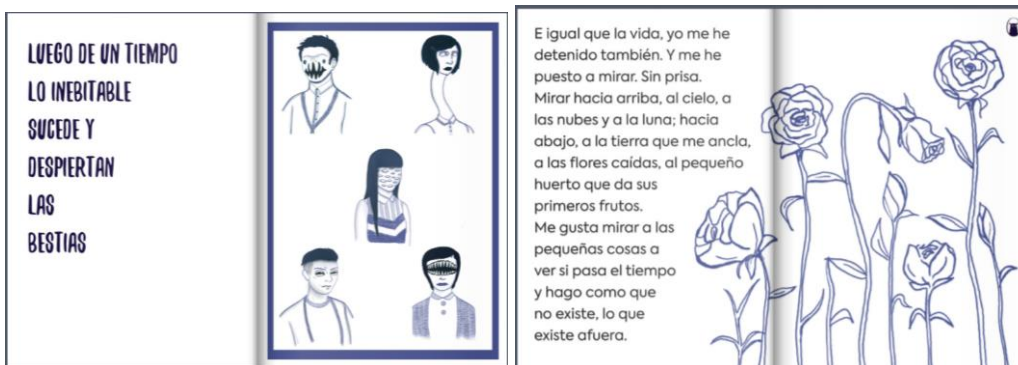 LUEGO DE UN TIEMPO
LO INEBITABLE
SUCEDE Y
DESPIERTAN
LAS
BESTIAS
E igual que la vida, yo me he
detenido también. Y me he
puesto a mirar. Sin prisa.
Mirar hacia arriba, al cielo, a
las nubes y a la luna; hacia
abajo, a la tierra que me ancla,
a las flores caídas, al pequeño
huerto que da sus
primeros frutos.
Me gusta mirar a las
pequeñas cosas a
ver si pasa el tiempo
y hago como que
no existe, lo que
existe afuera.